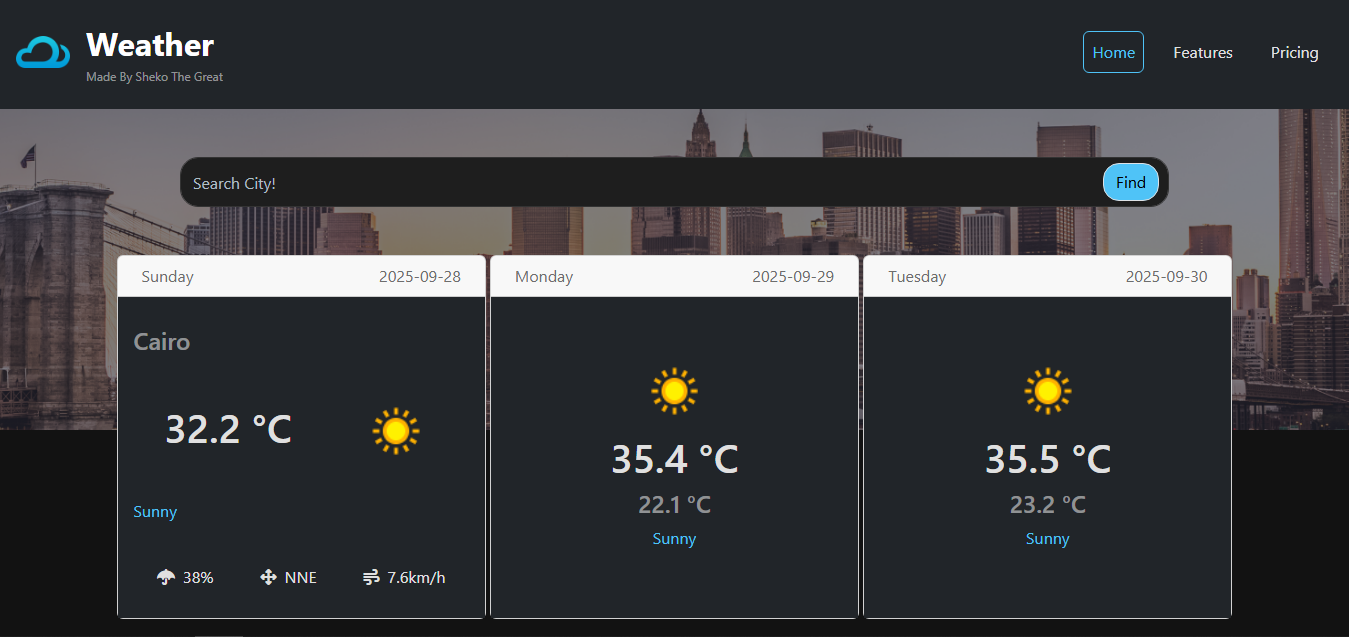 Weather
Made By Sheko The Great
Home Features Pricing
Search City! Find
Sunday 2025-09-28
Cairo
32.2 °C
Sunny
38% NNE 7.6km/h
Monday 2025-09-29
35.4 °C
22.1 °C
Sunny
Tuesday 2025-09-30
35.5 °C
23.2 °C
Sunny